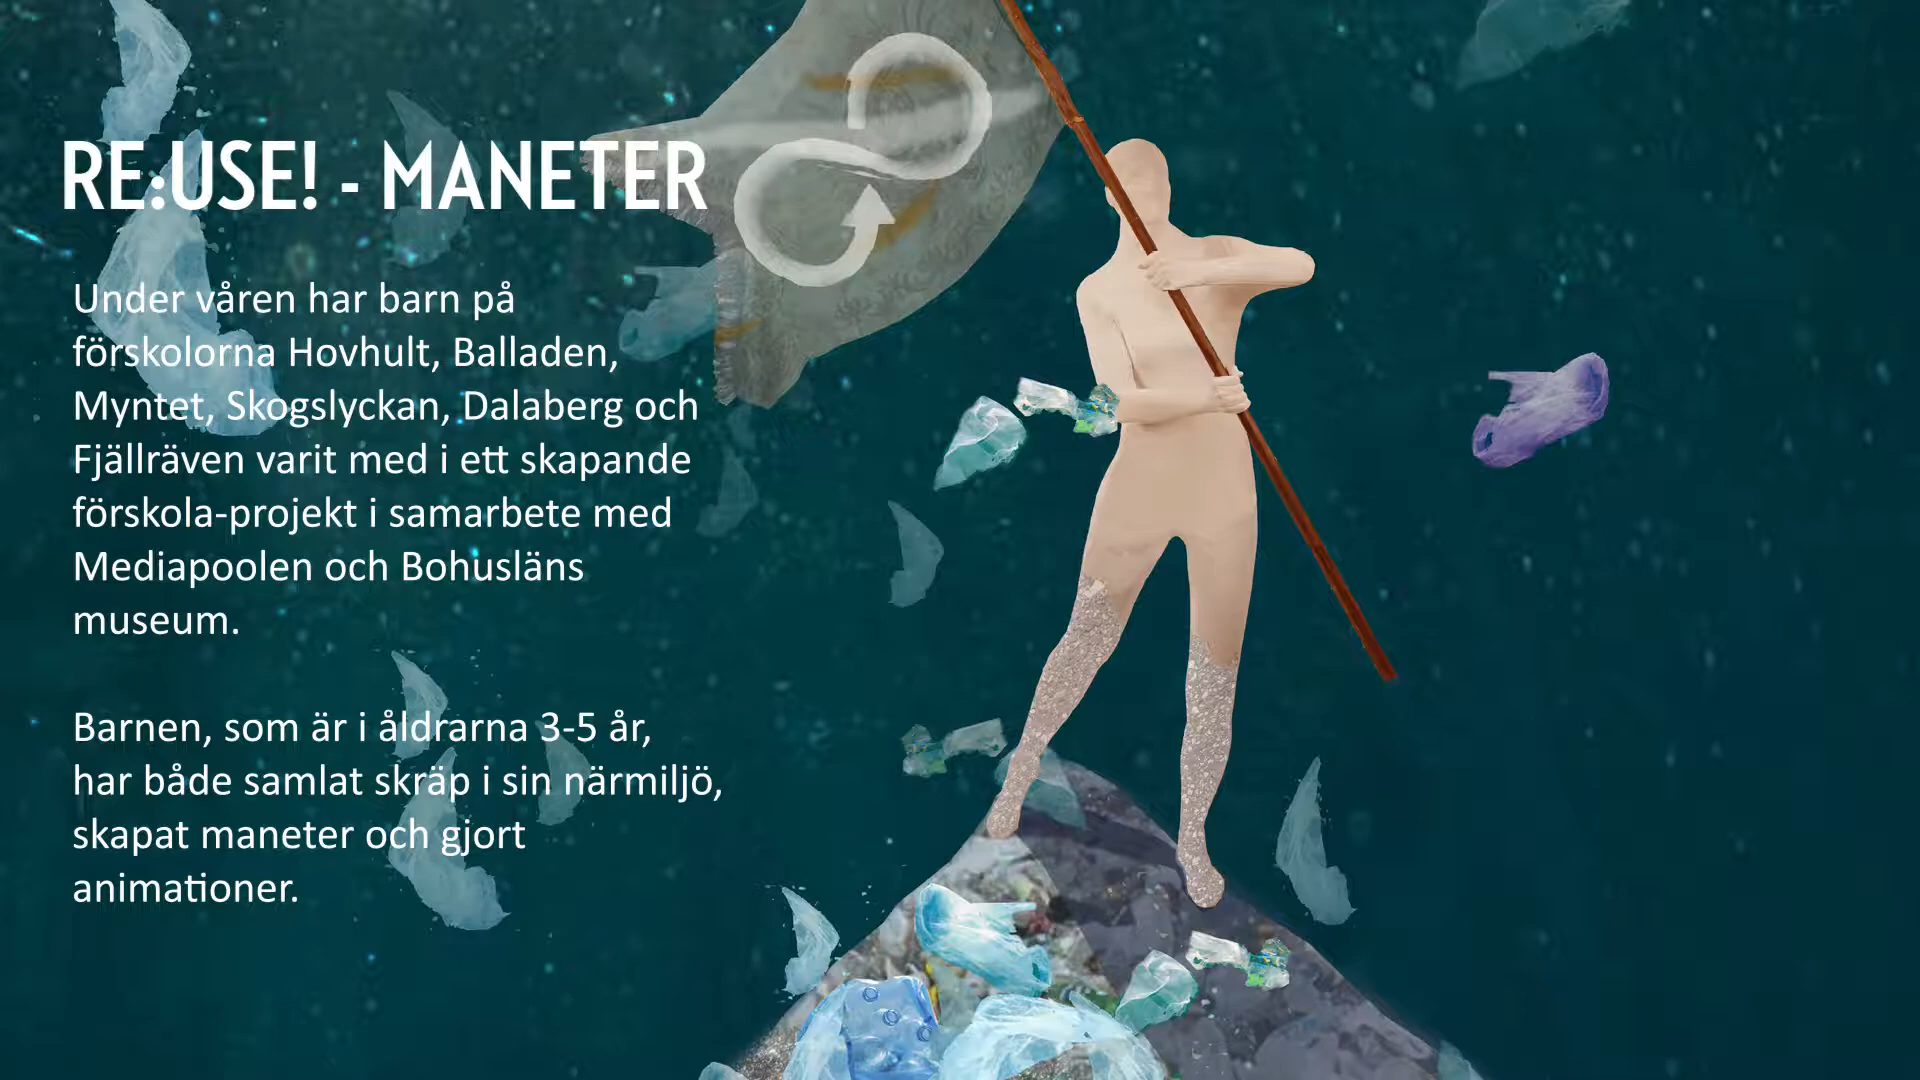 RE:USE! - MANETER
Under våren har barn på
förskolorna Hovhult, Balladen,
Myntet, Skogslyckan, Dalaberg och
Fjällräven varit med i ett skapande
förskola-projekt i samarbete med
Mediapoolen och Bohusläns
museum.
Barnen, som är i åldrarna 3-5 år,
har både samlat skräp i sin närmiljö,
skapat maneter och gjort
animationer.